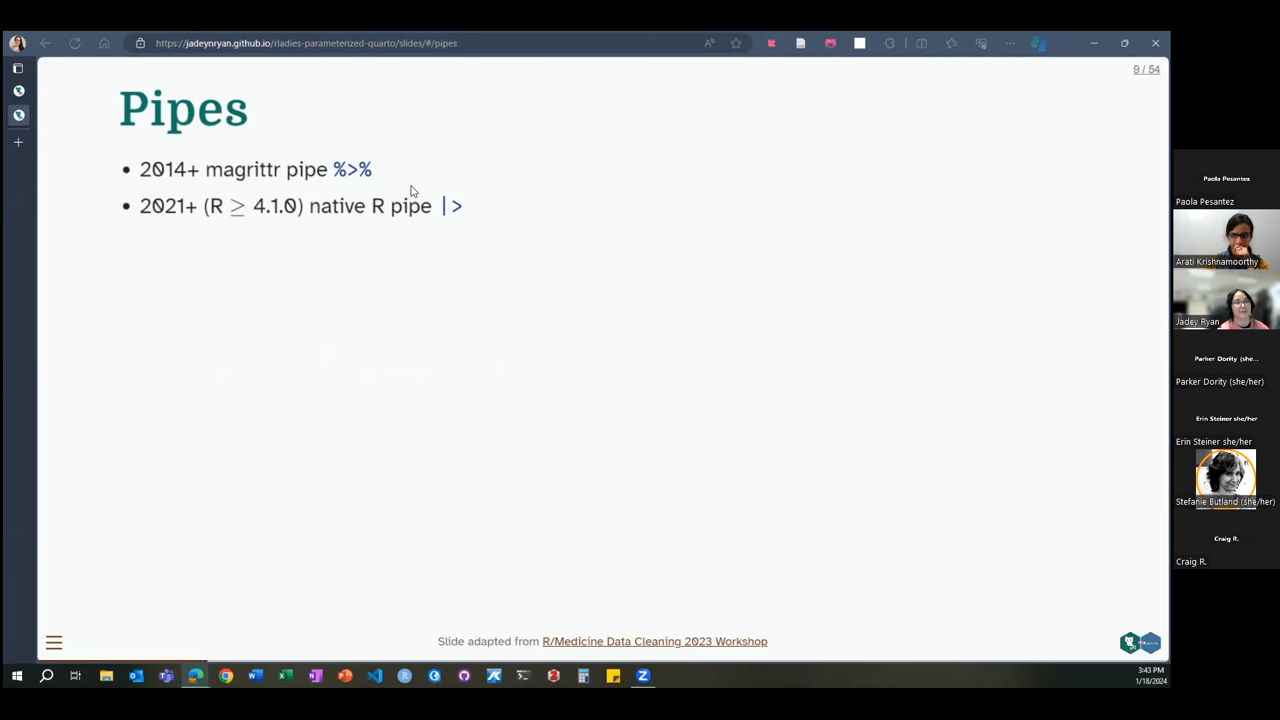 https://jadeynryan.github.io/rladies-parameterized-quarto/slides/#/pipes
9 / 54
Pipes
• 2014+ magrittr pipe %>%
• 2021+ (R ≥ 4.1.0) native R pipe |>
Slide adapted from R/Medicine Data Cleaning 2023 Workshop
Paola Pesantez
Paola Pesantez
Arati Krishnamoorthy
Jadey Ryan
Parker Dority (she...
Parker Dority (she/her)
Erin Steiner she/her
Erin Steiner she/her
Stefanie Butland (she/her)
Craig R.
Craig R.
3:43 PM
1/18/2024